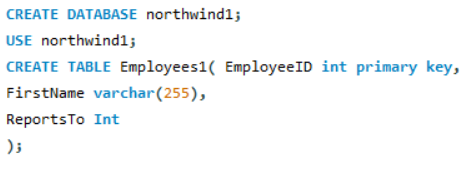 CREATE DATABASE northwind1;
USE northwind1;
CREATE TABLE Employees1( EmployeeID int primary key,
FirstName varchar(255),
ReportsTo Int
);